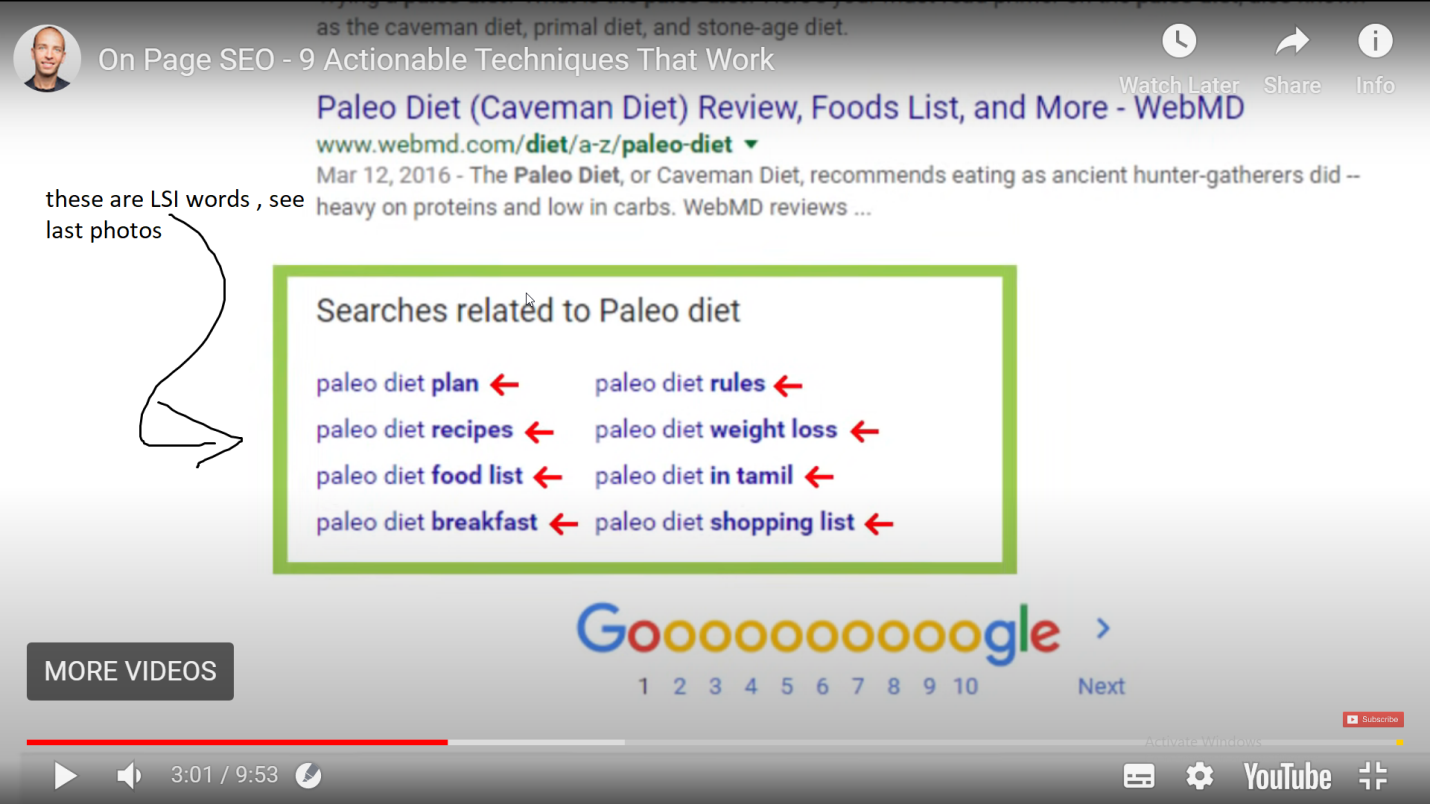 as the caveman diet, primal diet, and stone-age diet.
On Page SEO - 9 Actionable Techniques That Work
Watch Later
Share
Info
Paleo Diet (Caveman Diet) Review, Foods List, and More - WebMD
www.webmd.com/diet/a-z/paleo-diet
Mar 12, 2016 - The Paleo Diet, or Caveman Diet, recommends eating as ancient hunter-gatherers did --
heavy on proteins and low in carbs. WebMD reviews ...
these are LSI words , see
last photos
Searches related to Paleo diet
paleo diet plan
paleo diet rules
paleo diet recipes
paleo diet weight loss
paleo diet food list
paleo diet in tamil
paleo diet breakfast
paleo diet shopping list
Goooooooooogle
1 2 3 4 5 6 7 8 9 10 Next
MORE VIDEOS
Subscribe
Activate Windows
3:01 / 9:53
YouTube